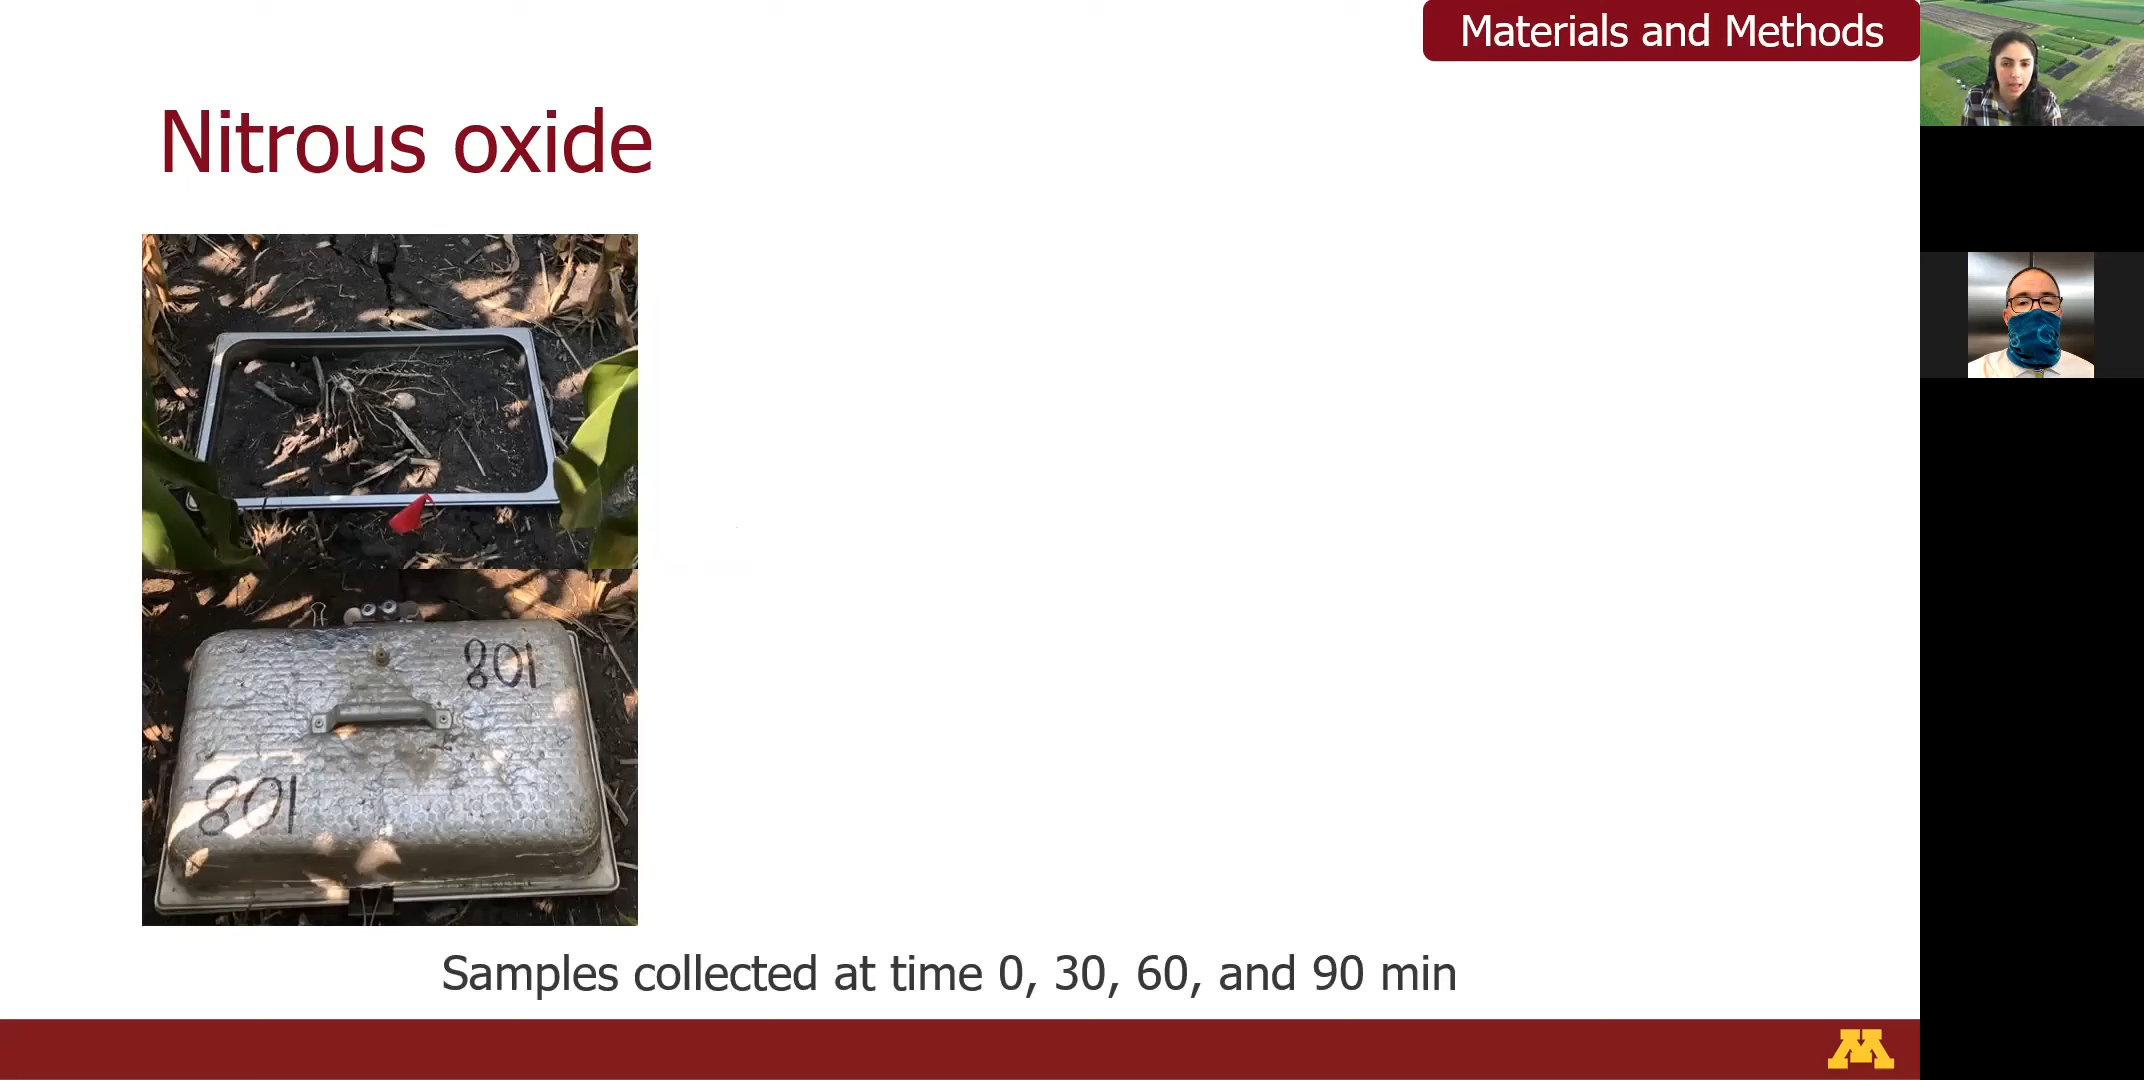 Materials and Methods
Nitrous oxide
801
801
Samples collected at time 0, 30, 60, and 90 min
M